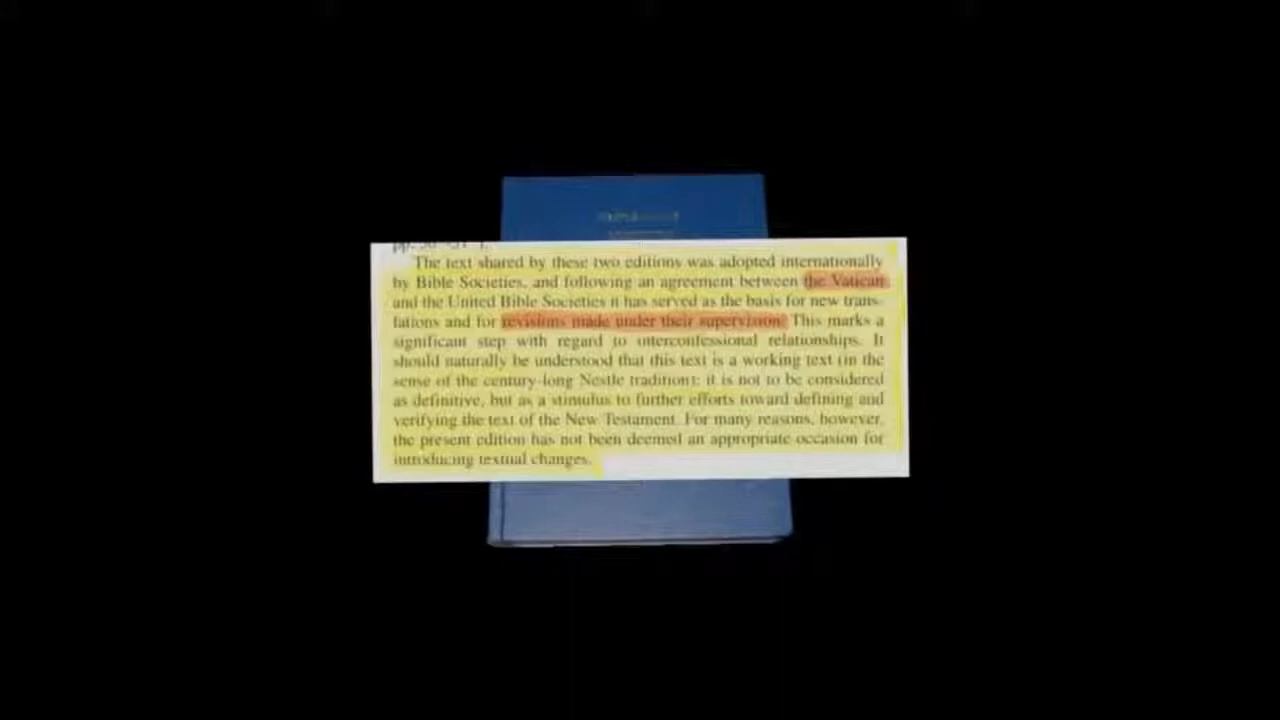 The text shared by these two editions was adopted internationally
by Bible Societies, and following an agreement between the Vatican
and the United Bible Societies it has served as the basis for new trans-
lations and for revisions made under their supervision. This marks a
significant step with regard to interconfessional relationships. It
should naturally be understood that this text is a working text (in the
sense of the century-long Nestle tradition): it is not to be considered
as definitive, but as a stimulus to further efforts toward defining and
verifying the text of the New Testament. For many reasons, however,
the present edition has not been deemed an appropriate occasion for
introducing textual changes.